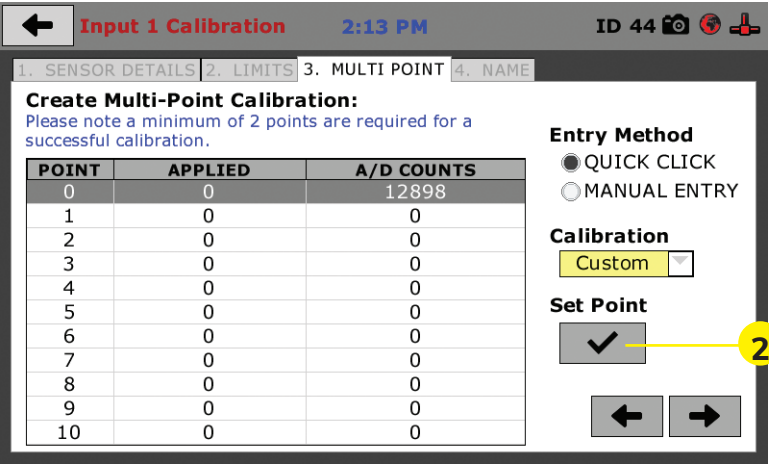 Input 1 Calibration 2:13 PM ID 44
1. SENSOR DETAILS 2. LIMITS 3. MULTI POINT 4. NAME
Create Multi-Point Calibration:
Please note a minimum of 2 points are required for a
successful calibration.
POINT APPLIED A/D COUNTS
0 0 12898
1 0 0
2 0 0
3 0 0
4 0 0
5 0 0
6 0 0
7 0 0
8 0 0
9 0 0
10 0 0
Entry Method
QUICK CLICK
MANUAL ENTRY
Calibration
Custom
Set Point
2